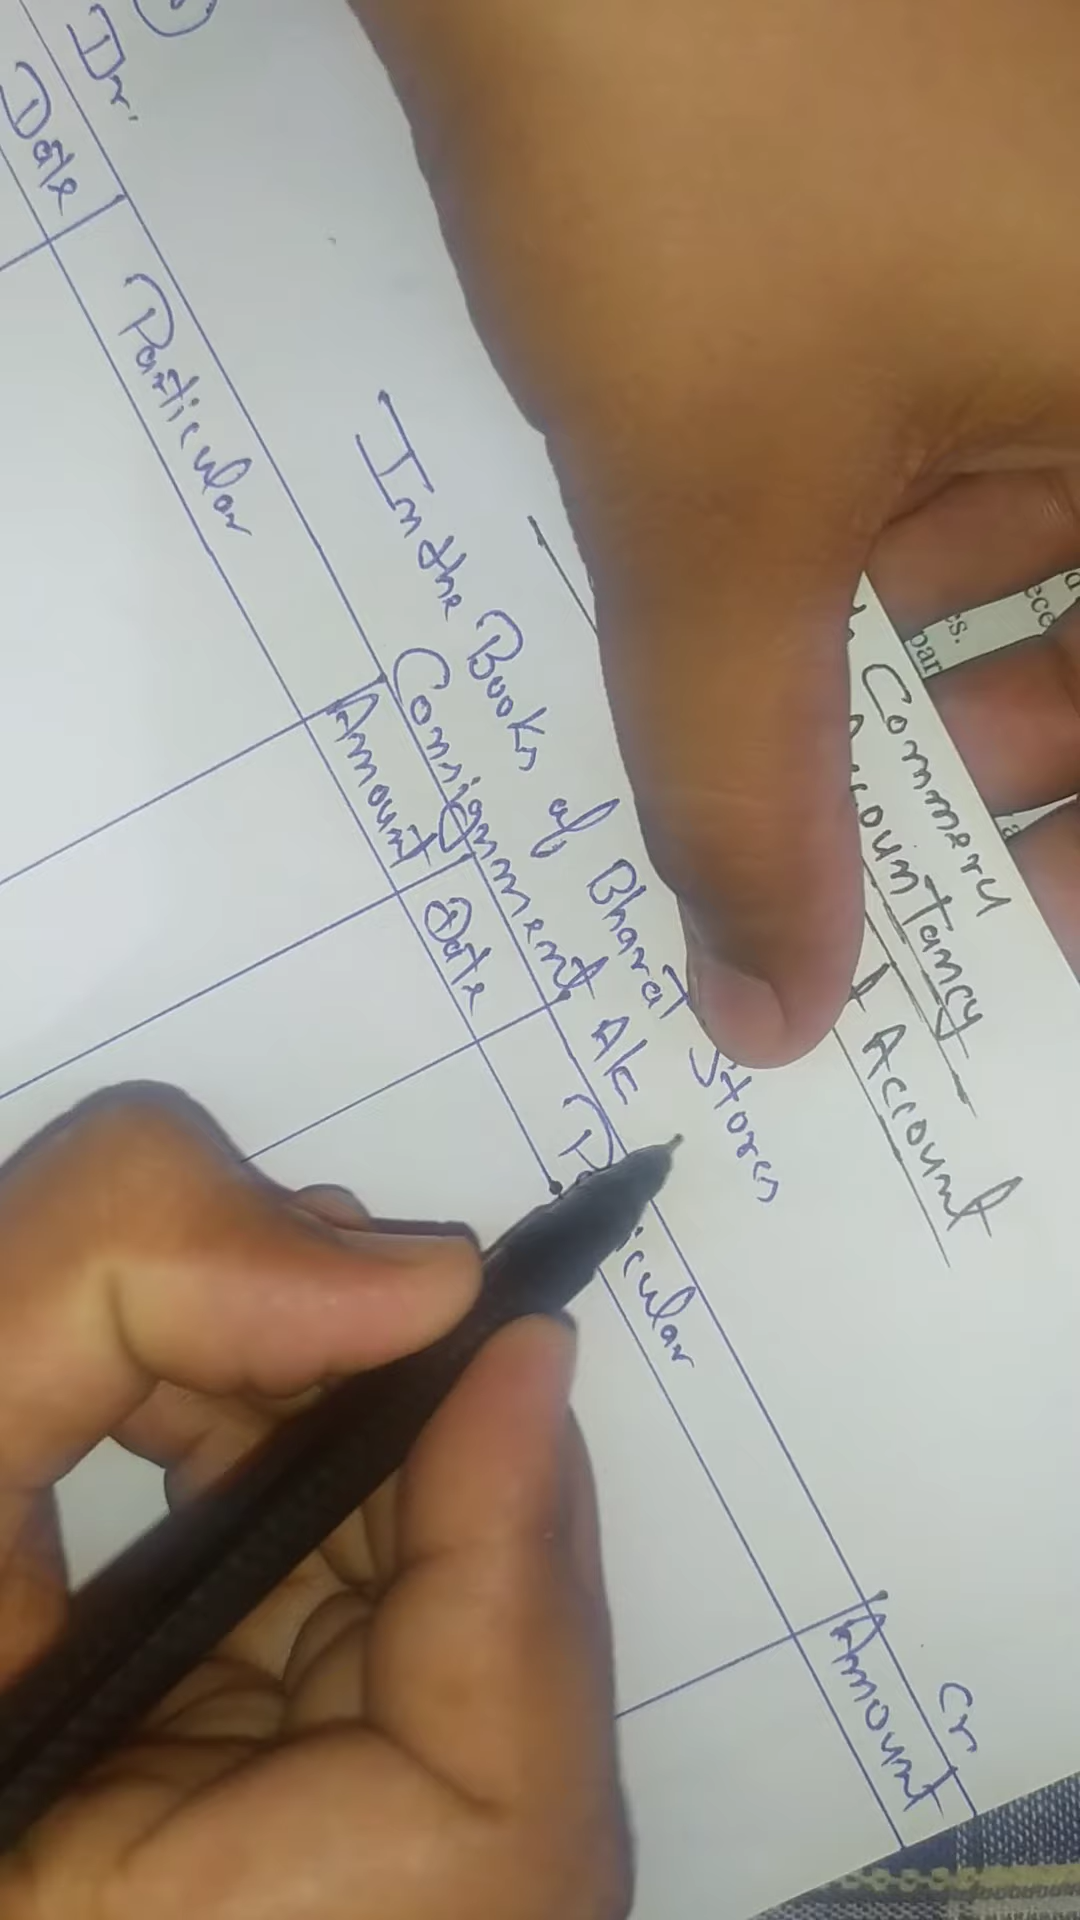 Commerce
Accountancy
Account
In the Books of Bharat Stores
Consignment A/c
Dr. Cr
Date Particular Amount Date Particular Amount